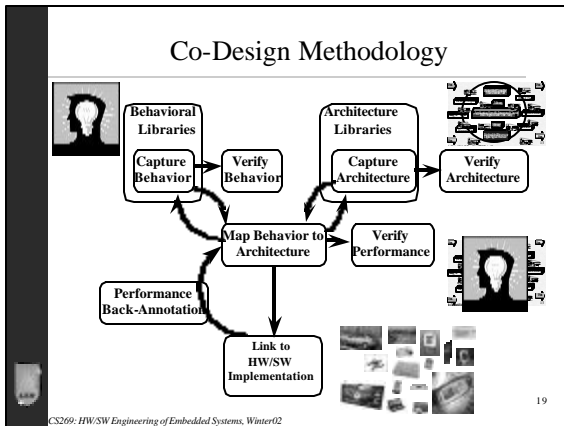 Co-Design Methodology
Behavioral
Libraries
Capture
Behavior
Verify
Behavior
Architecture
Libraries
Capture
Architecture
Verify
Architecture
Map Behavior to
Architecture
Verify
Performance
Performance
Back-Annotation
Link to
HW/SW
Implementation
19
CS269: HW/SW Engineering of Embedded Systems, Winter02